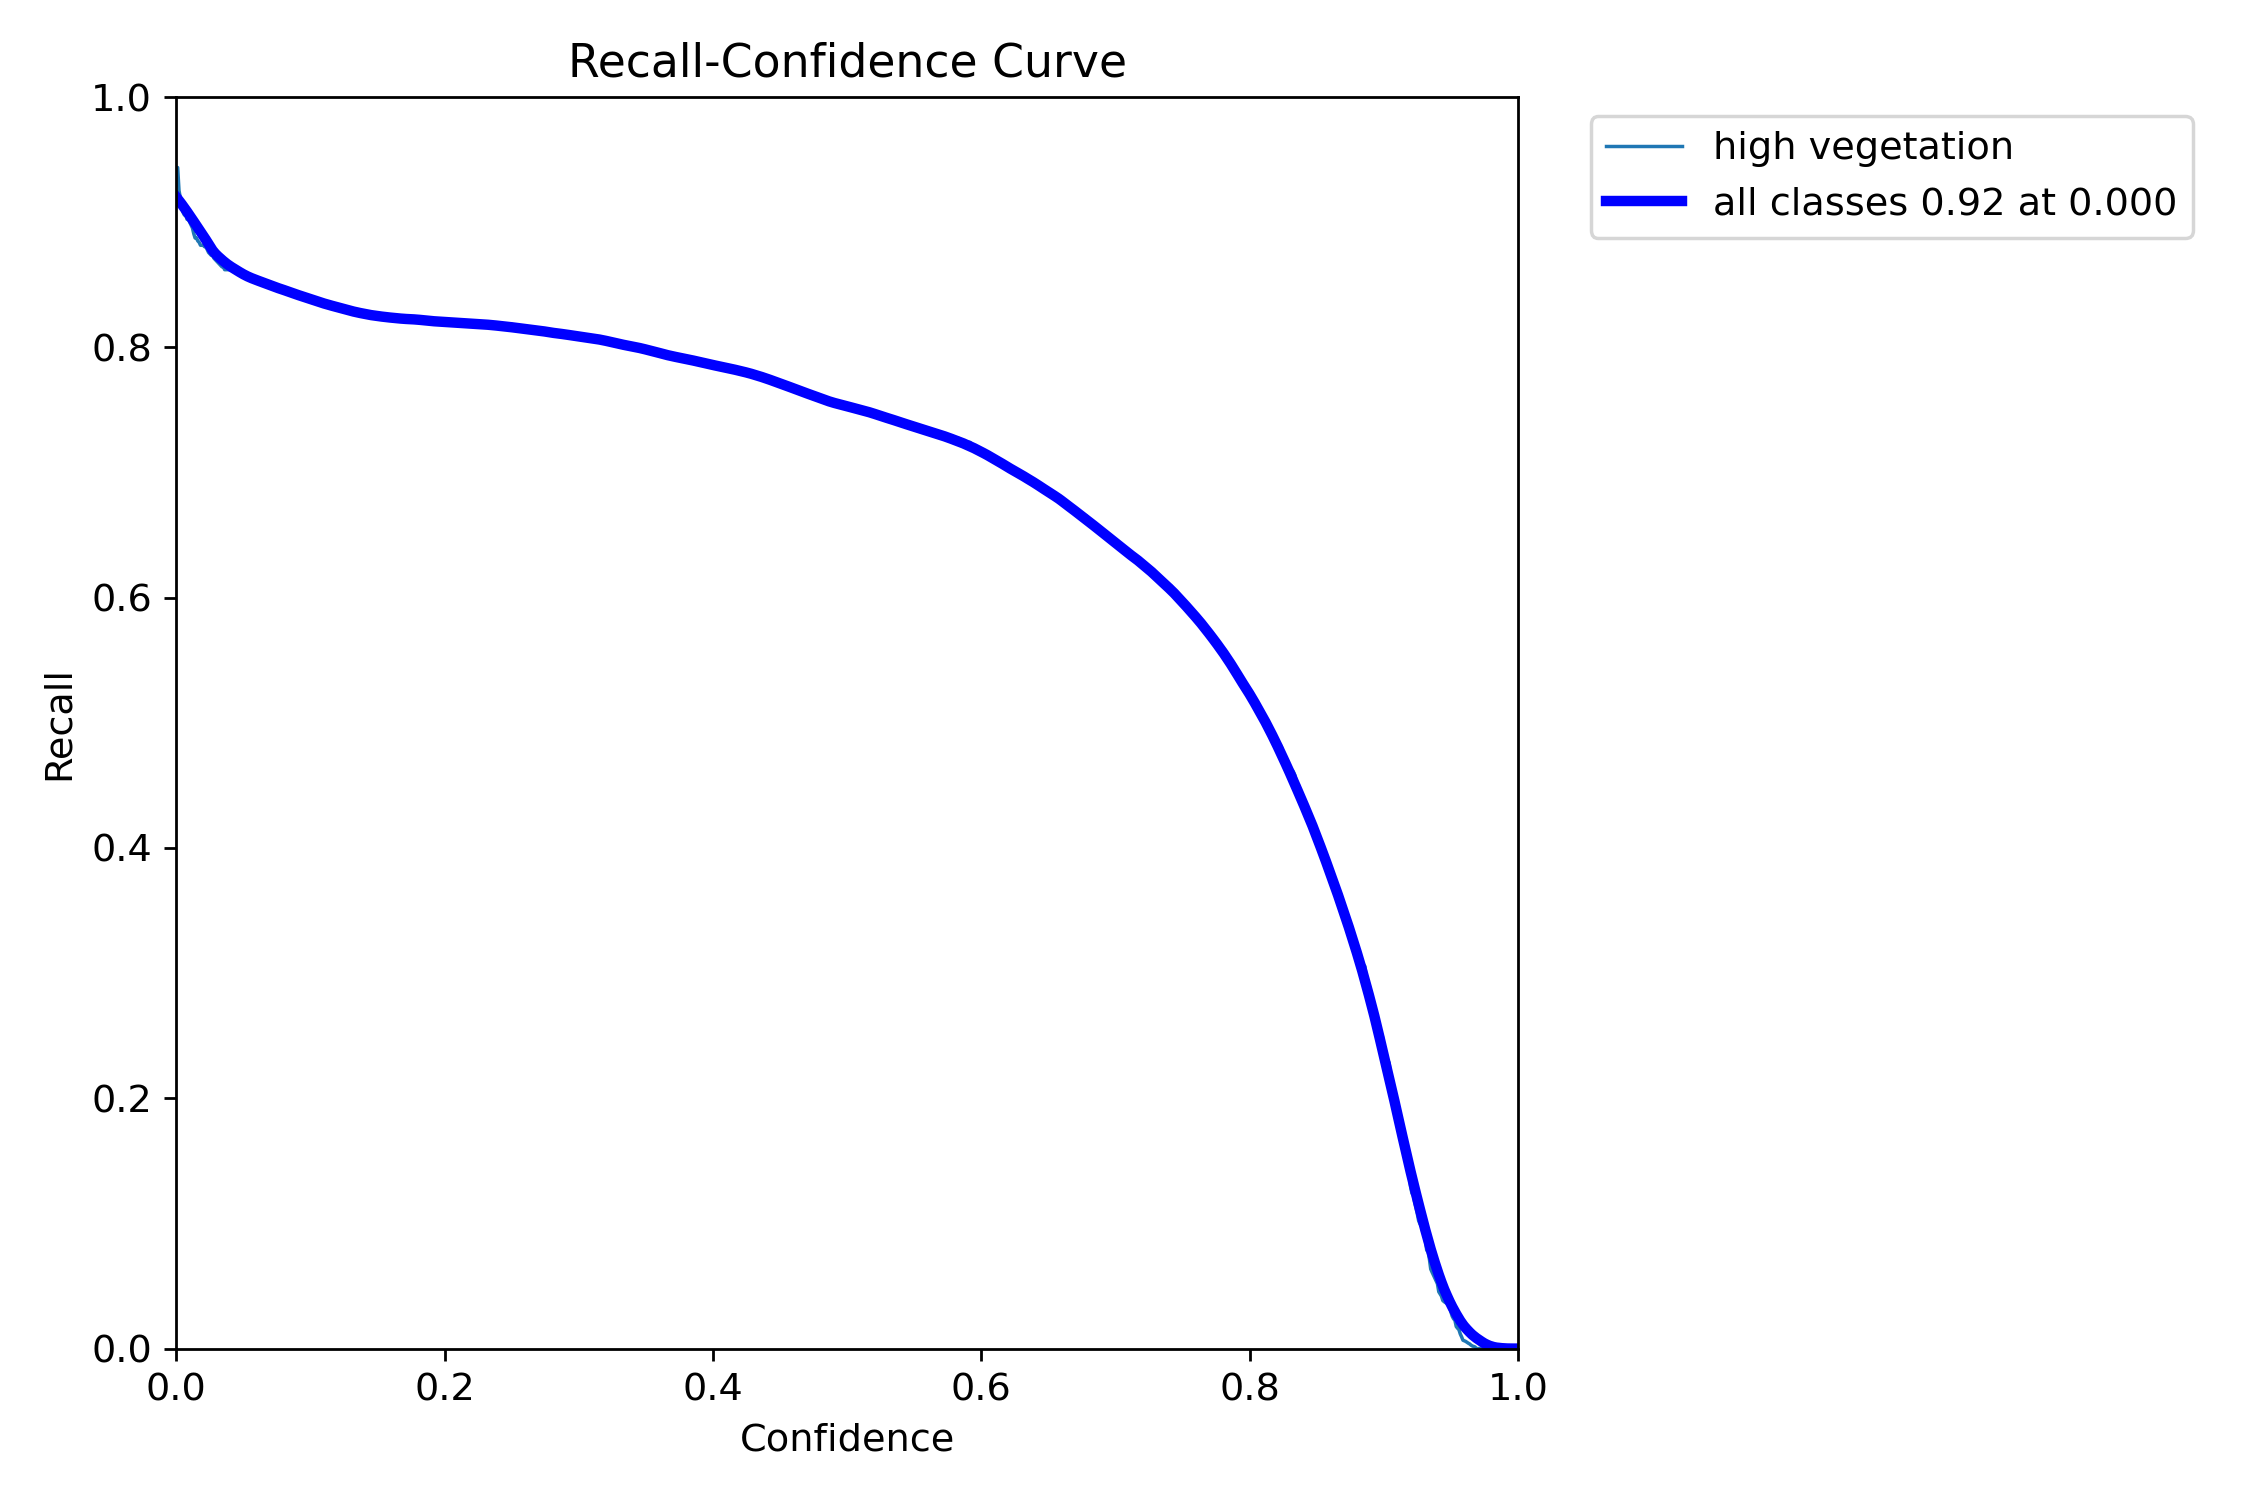 Recall-Confidence Curve
1.0
0.8
0.6
0.4
0.2
0.0
Recall
0.0 0.2 0.4 0.6 0.8 1.0
Confidence
high vegetation
all classes 0.92 at 0.000